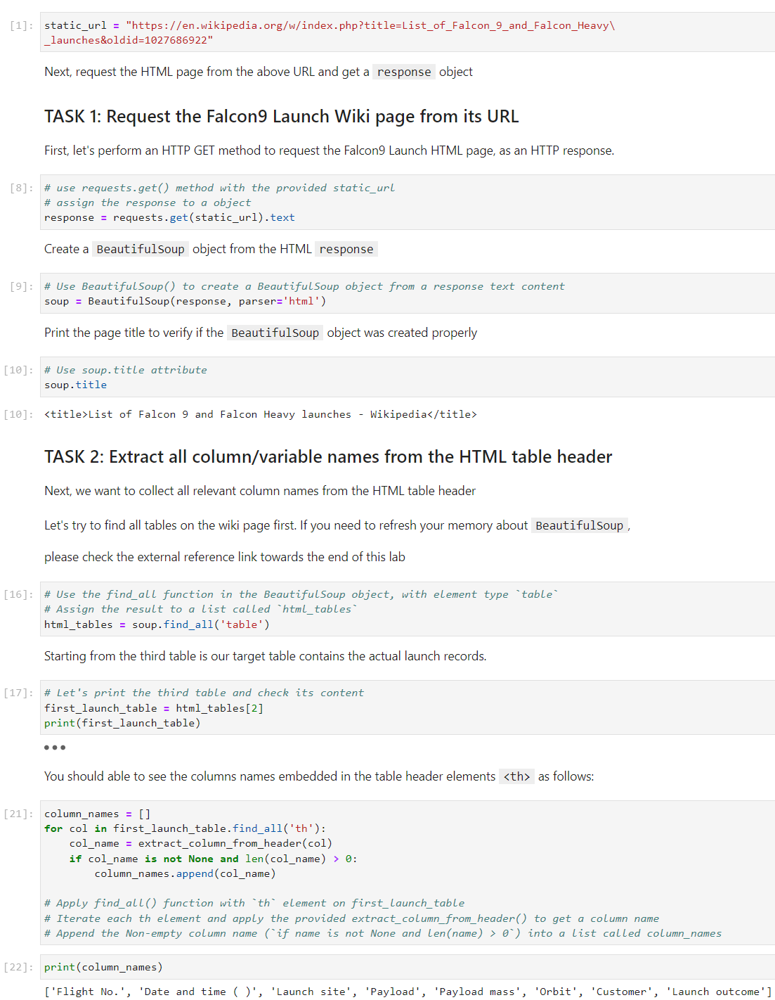 [1]: static_url = "https://en.wikipedia.org/w/index.php?title=List_of_Falcon_9_and_Falcon_Heavy\
_launches&oldid=1027686922"
Next, request the HTML page from the above URL and get a response object
TASK 1: Request the Falcon9 Launch Wiki page from its URL
First, let's perform an HTTP GET method to request the Falcon9 Launch HTML page, as an HTTP response.
[8]: # use requests.get() method with the provided static_url
# assign the response to a object
response = requests.get(static_url).text
Create a BeautifulSoup object from the HTML response
[9]: # Use BeautifulSoup() to create a BeautifulSoup object from a response text content
soup = BeautifulSoup(response, parser='html')
Print the page title to verify if the BeautifulSoup object was created properly
[10]: # Use soup.title attribute
soup.title
[10]: <title>List of Falcon 9 and Falcon Heavy launches - Wikipedia</title>
TASK 2: Extract all column/variable names from the HTML table header
Next, we want to collect all relevant column names from the HTML table header
Let's try to find all tables on the wiki page first. If you need to refresh your memory about BeautifulSoup,
please check the external reference link towards the end of this lab
[16]: # Use the find_all function in the BeautifulSoup object, with element type `table`
# Assign the result to a list called `html_tables`
html_tables = soup.find_all('table')
Starting from the third table is our target table contains the actual launch records.
[17]: # Let's print the third table and check its content
first_launch_table = html_tables[2]
print(first_launch_table)
You should able to see the columns names embedded in the table header elements <th> as follows:
[21]: column_names = []
for col in first_launch_table.find_all('th'):
    col_name = extract_column_from_header(col)
    if col_name is not None and len(col_name) > 0:
        column_names.append(col_name)
# Apply find_all() function with `th` element on first_launch_table
# Iterate each th element and apply the provided extract_column_from_header() to get a column name
# Append the Non-empty column name (`if name is not None and len(name) > 0`) into a list called column_names
[22]: print(column_names)
['Flight No.', 'Date and time ( )', 'Launch site', 'Payload', 'Payload mass', 'Orbit', 'Customer', 'Launch outcome']